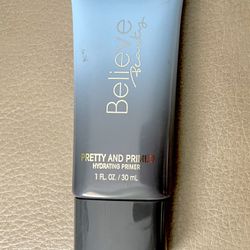 Believe
Beauty
PRETTY AND PRIMED
HYDRATING PRIMER
1 FL. OZ. / 30 mL